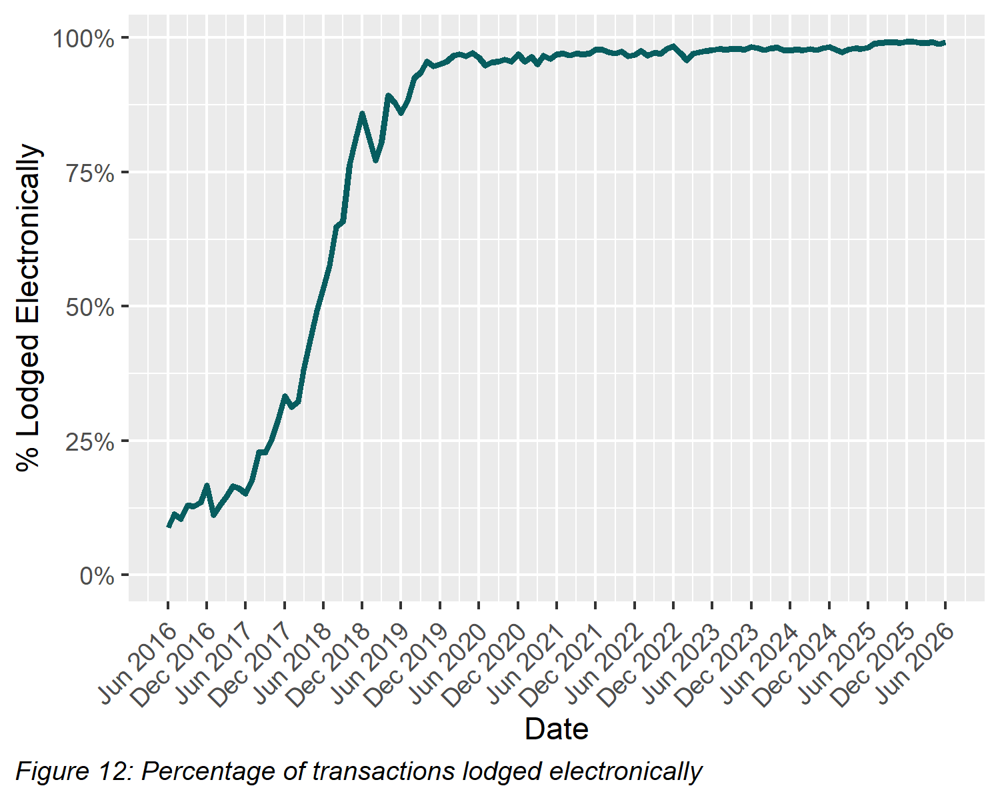 100%
75%
50%
25%
0%
% Lodged Electronically
Jun 2016
Dec 2016
Jun 2017
Dec 2017
Jun 2018
Dec 2018
Jun 2019
Dec 2019
Jun 2020
Dec 2020
Jun 2021
Dec 2021
Jun 2022
Dec 2022
Jun 2023
Dec 2023
Jun 2024
Dec 2024
Jun 2025
Dec 2025
Jun 2026
Date
Figure 12: Percentage of transactions lodged electronically